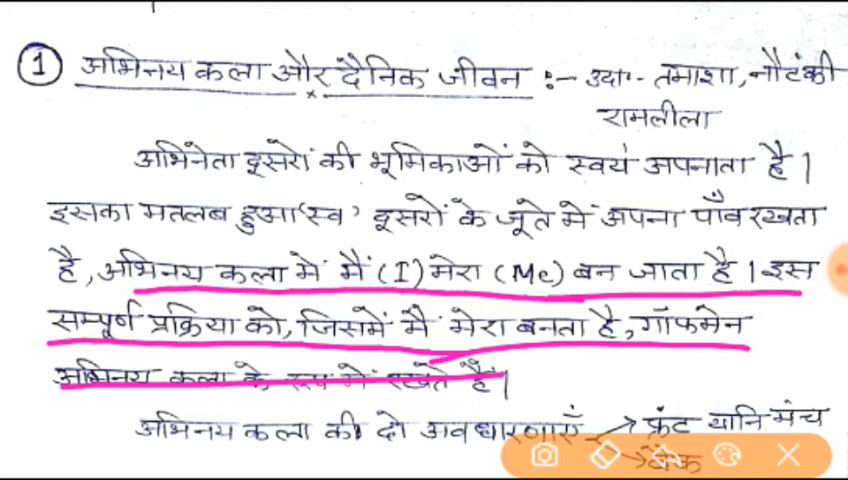 ① अभिनय कला और दैनिक जीवन :- उदा- तमाशा, नौटंकी
रामलीला
अभिनेता दूसरों की भूमिकाओं को स्वयं अपनाता है।
इसका मतलब हुआ 'स्व' दूसरों के जूते में अपना पाँव रखता
है, अभिनय कला में मैं (I) मेरा (Me) बन जाता है। इस
सम्पूर्ण प्रक्रिया को, जिसमें मैं मेरा बनता है, गॉफमेन
अभिनय कला के रूप में रखते हैं।
अभिनय कला की दो अवधारणाएँ → फ्रंट यानि मंच
→ बैक